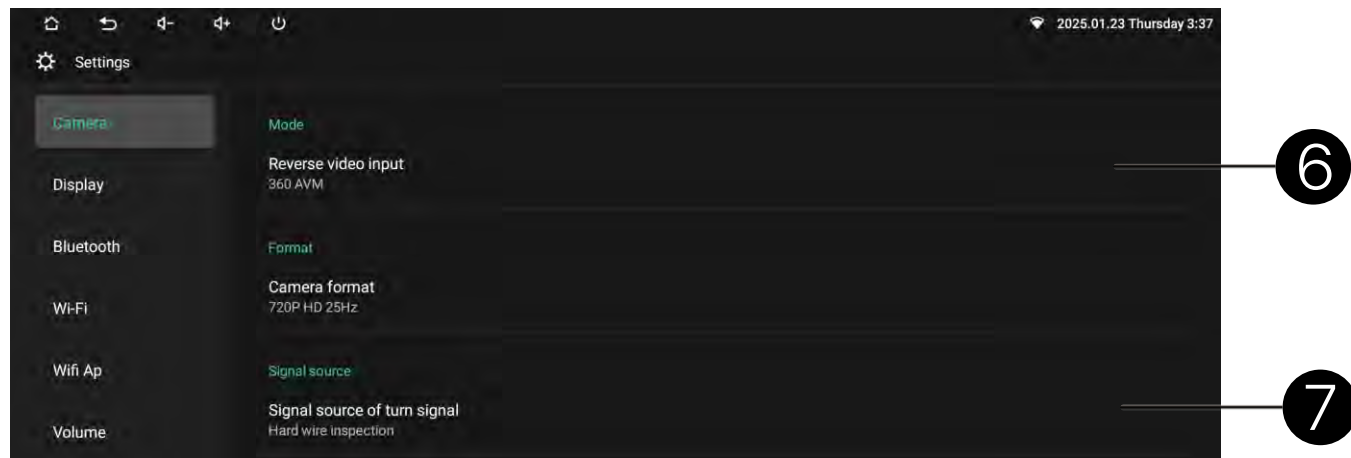 2025.01.23 Thursday 3:37
Settings
Camera
Display
Bluetooth
Wi-Fi
Wifi Ap
Volume
Mode
Reverse video input
360 AVM
Format
Camera format
720P HD 25Hz
Signal source
Signal source of turn signal
Hard wire inspection
6
7